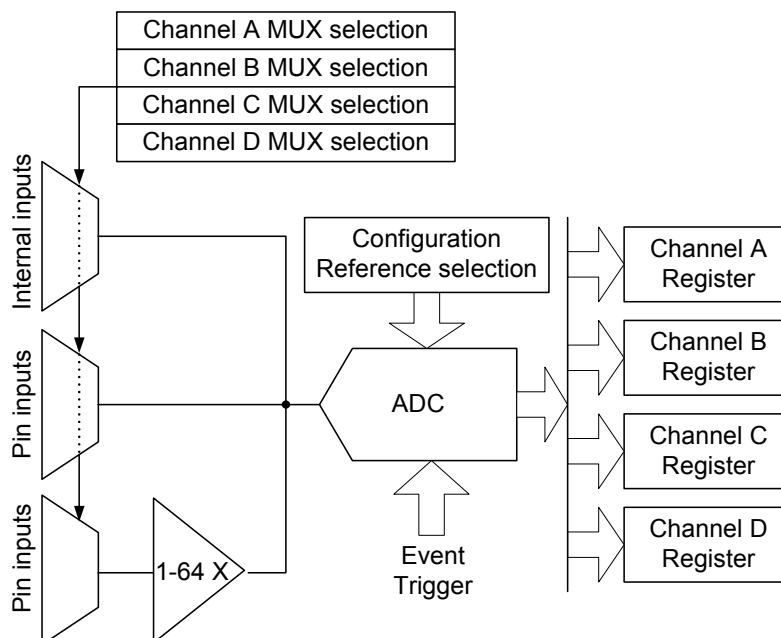 Channel A MUX selection
Channel B MUX selection
Channel C MUX selection
Channel D MUX selection
Internal inputs
Pin inputs
Pin inputs
1-64 X
Configuration
Reference selection
ADC
Event
Trigger
Channel A
Register
Channel B
Register
Channel C
Register
Channel D
Register